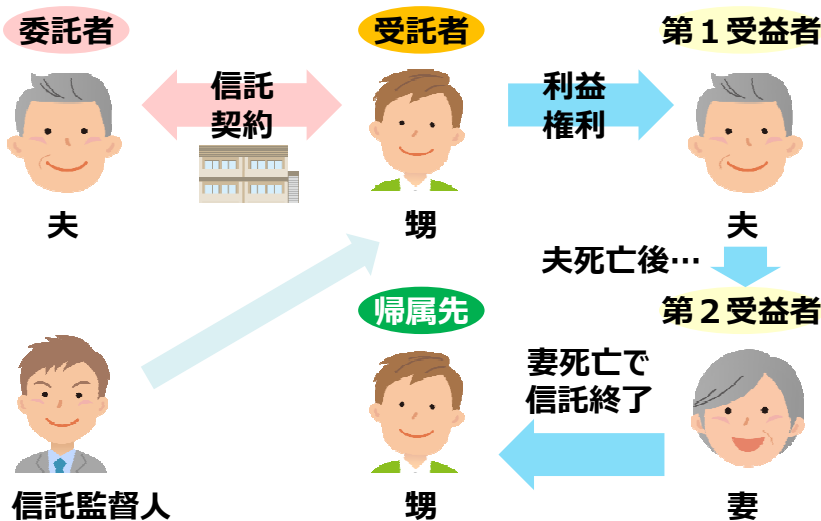 委託者
受託者
第１受益者
信託
契約
利益
権利
夫
甥
夫
夫死亡後…
帰属先
第２受益者
妻死亡で
信託終了
信託監督人
甥
妻